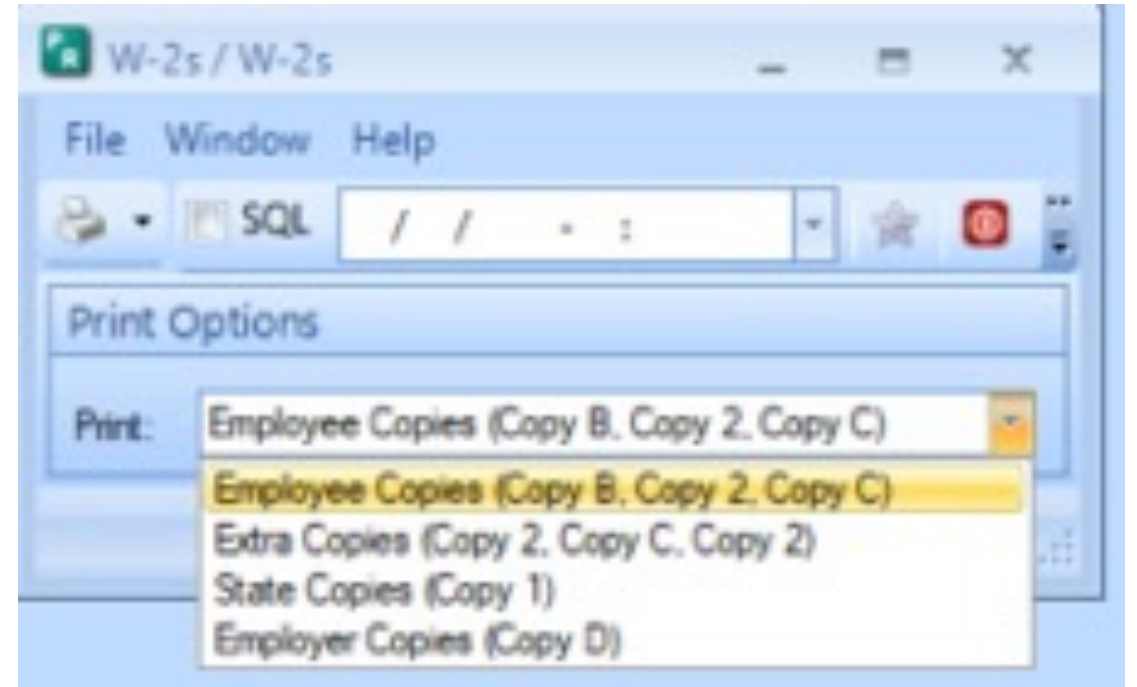 PR W-2s / W-2s
File Window Help
SQL / / - :
Print Options
Print: Employee Copies (Copy B, Copy 2, Copy C)
Employee Copies (Copy B, Copy 2, Copy C)
Extra Copies (Copy 2, Copy C, Copy 2)
State Copies (Copy 1)
Employer Copies (Copy D)